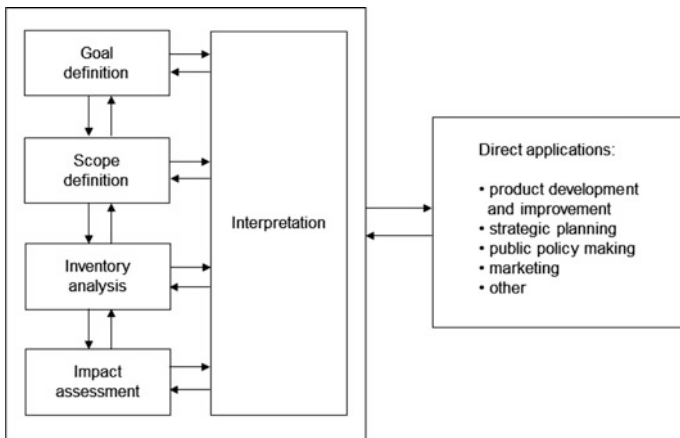 Goal
definition
Scope
definition
Inventory
analysis
Impact
assessment
Interpretation
Direct applications:
• product development
and improvement
• strategic planning
• public policy making
• marketing
• other